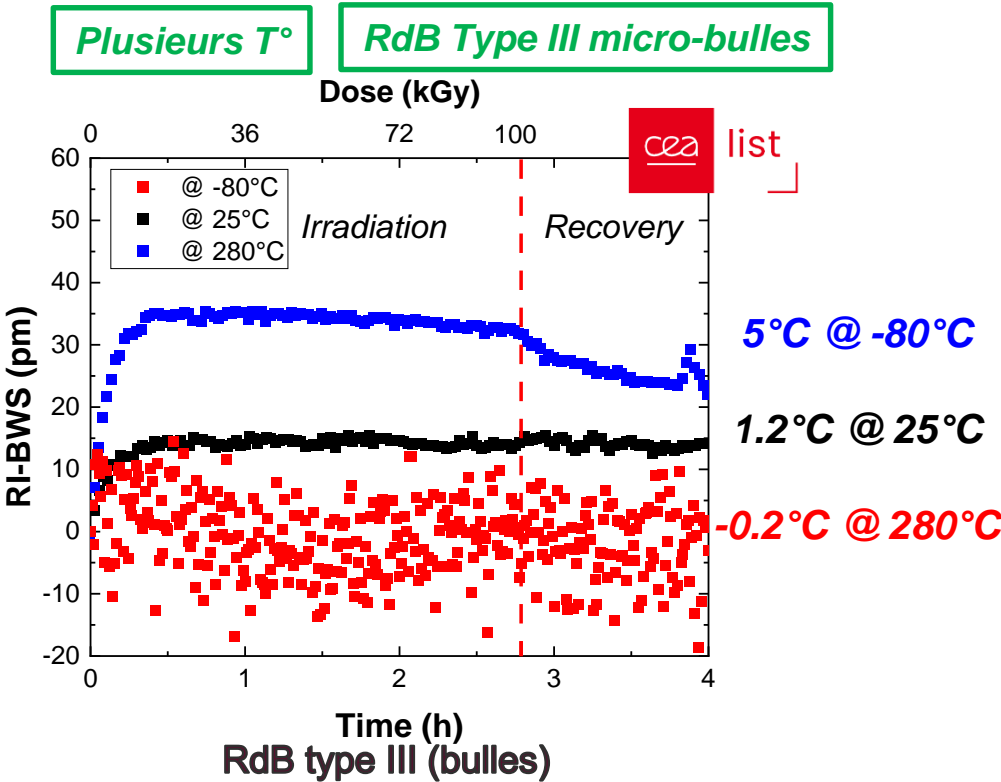 Plusieurs T°
RdB Type III micro-bulles
Dose (kGy)
0 36 72 100
cea list
60
50
40
30
20
10
0
-10
-20
RI-BWS (pm)
@ -80°C
@ 25°C
@ 280°C
Irradiation
Recovery
5°C @ -80°C
1.2°C @ 25°C
-0.2°C @ 280°C
0 1 2 3 4
Time (h)
RdB type III (bulles)